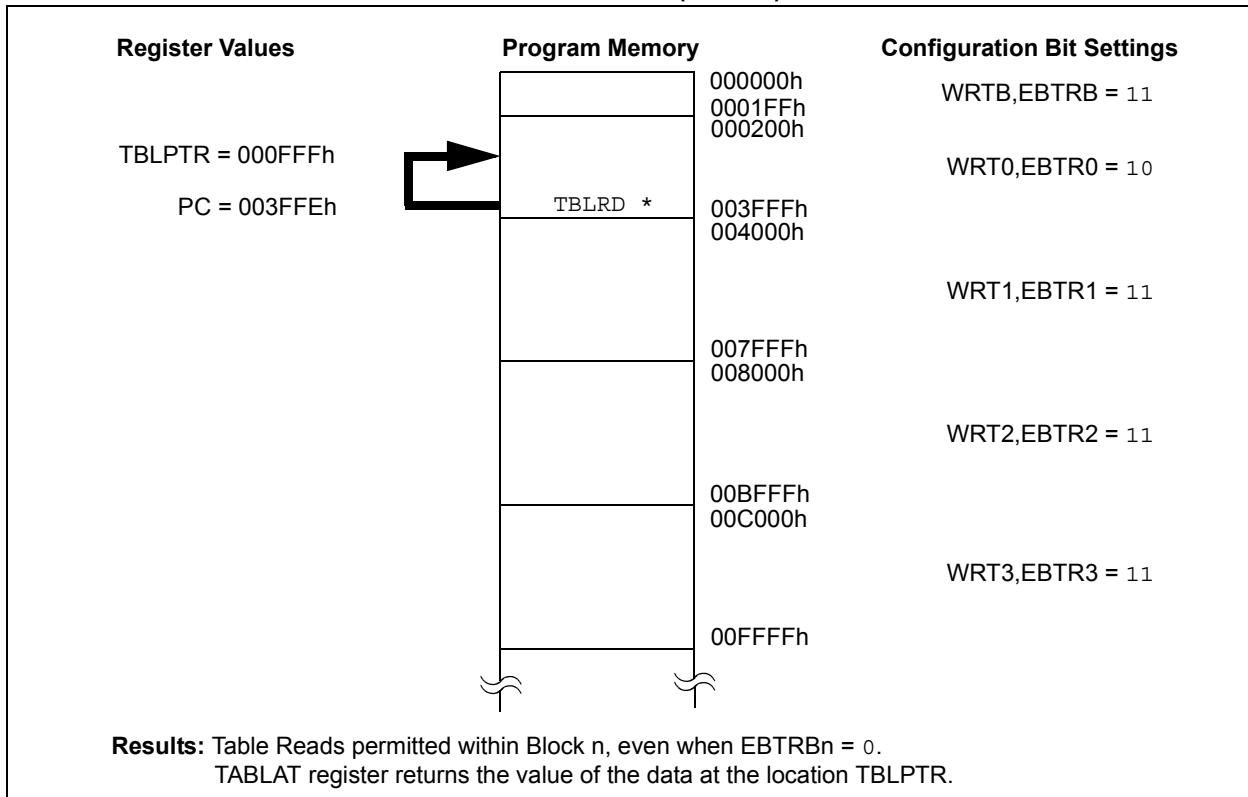 Register Values
Program Memory
Configuration Bit Settings
000000h
WRTB,EBTRB = 11
0001FFh
000200h
TBLPTR = 000FFFh
WRT0,EBTR0 = 10
PC = 003FFEh
TBLRD *
003FFFh
004000h
WRT1,EBTR1 = 11
007FFFh
008000h
WRT2,EBTR2 = 11
00BFFFh
00C000h
WRT3,EBTR3 = 11
00FFFFh
Results: Table Reads permitted within Block n, even when EBTRBn = 0.
TABLAT register returns the value of the data at the location TBLPTR.